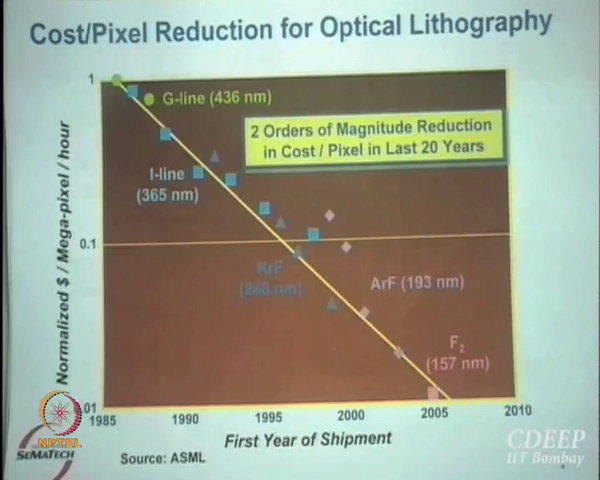 Cost/Pixel Reduction for Optical Lithography
1
G-line (436 nm)
2 Orders of Magnitude Reduction
in Cost / Pixel in Last 20 Years
I-line
(365 nm)
Normalized $ / Mega-pixel / hour
0.1
KrF
(248 nm)
ArF (193 nm)
F2
(157 nm)
.01
1985
1990
1995
2000
2005
2010
First Year of Shipment
NPTEL
SEMATECH
Source: ASML
CDEEP
IIT Bombay